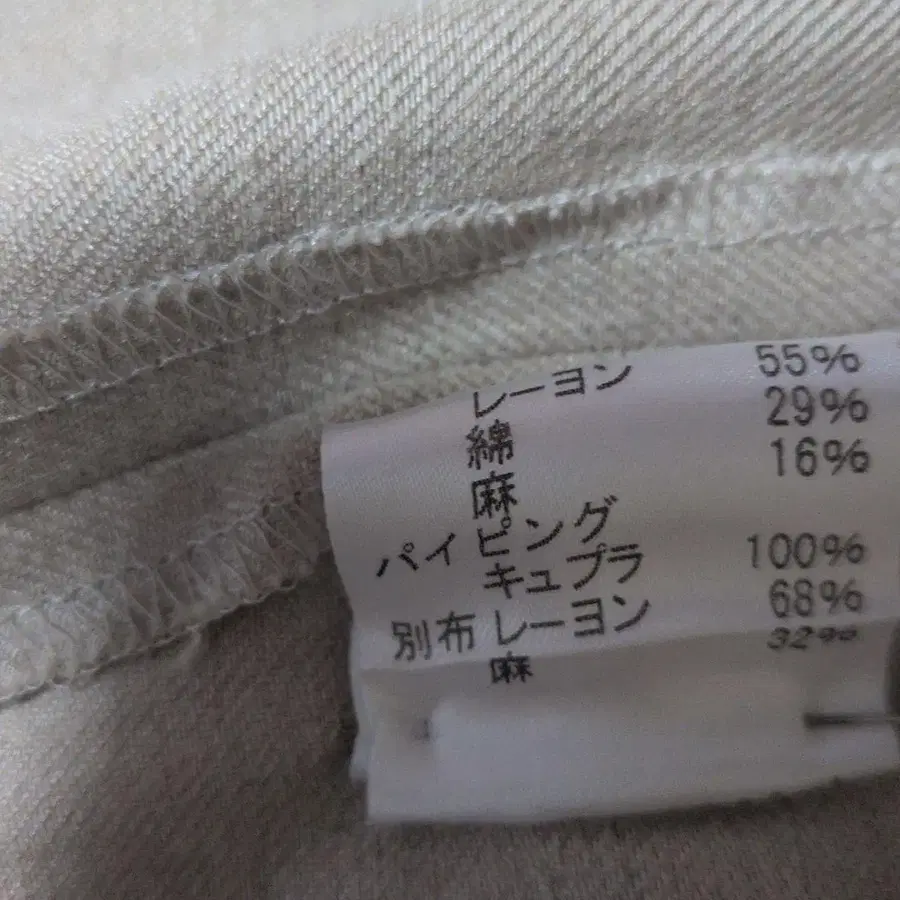 レーヨン 55%
綿 29%
麻 16%
パイピング
キュプラ 100%
別布 レーヨン 68%
麻 32%